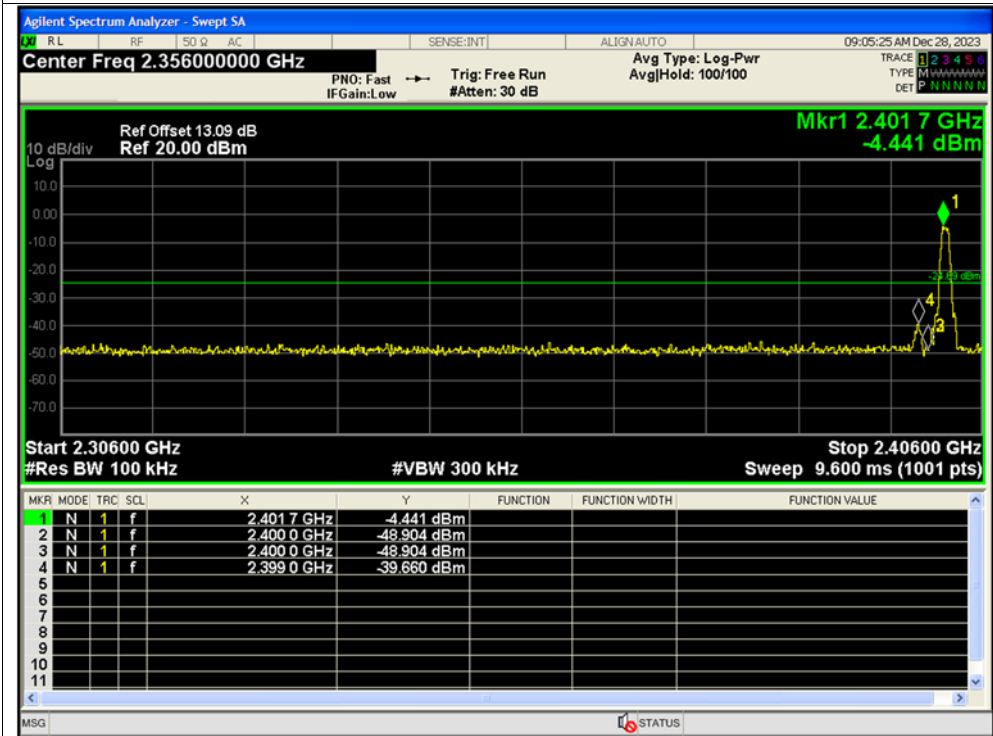 Agilent Spectrum Analyzer - Swept SA
RL RF 50 Ω AC SENSE:INT ALIGN AUTO 09:05:25 AM Dec 28, 2023
Center Freq 2.356000000 GHz
PNO: Fast
IFGain:Low
Trig: Free Run
#Atten: 30 dB
Avg Type: Log-Pwr
Avg|Hold: 100/100
TRACE 1 2 3 4 5 6
TYPE M
DET P N N N N N
Mkr1 2.401 7 GHz
-4.441 dBm
Ref Offset 13.09 dB
10 dB/div Ref 20.00 dBm
Log
10.0
0.00
-10.0
-20.0
-30.0
-40.0
-50.0
-60.0
-70.0
1
4
3
Start 2.30600 GHz Stop 2.40600 GHz
#Res BW 100 kHz #VBW 300 kHz Sweep 9.600 ms (1001 pts)
MKR MODE TRC SCL X Y FUNCTION FUNCTION WIDTH FUNCTION VALUE
1 N 1 f 2.401 7 GHz -4.441 dBm
2 N 1 f 2.400 0 GHz -48.904 dBm
3 N 1 f 2.400 0 GHz -48.904 dBm
4 N 1 f 2.399 0 GHz -39.660 dBm
5
6
7
8
9
10
11
MSG STATUS